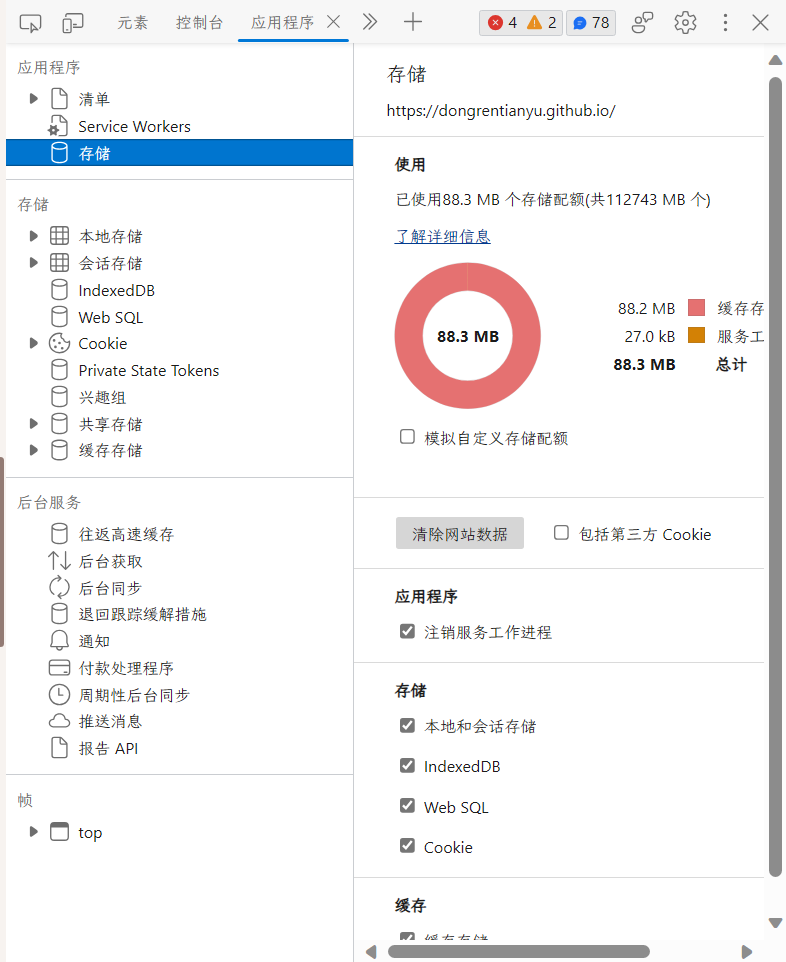 元素 控制台 应用程序 4 2 78
应用程序
清单
Service Workers
存储
存储
本地存储
会话存储
IndexedDB
Web SQL
Cookie
Private State Tokens
兴趣组
共享存储
缓存存储
后台服务
往返高速缓存
后台获取
后台同步
退回跟踪缓解措施
通知
付款处理程序
周期性后台同步
推送消息
报告 API
帧
top
存储
https://dongrentianyu.github.io/
使用
已使用88.3 MB 个存储配额(共112743 MB 个)
了解详细信息
88.3 MB
88.2 MB 缓存存
27.0 kB 服务工
88.3 MB 总计
模拟自定义存储配额
清除网站数据 包括第三方 Cookie
应用程序
注销服务工作进程
存储
本地和会话存储
IndexedDB
Web SQL
Cookie
缓存
缓存存储